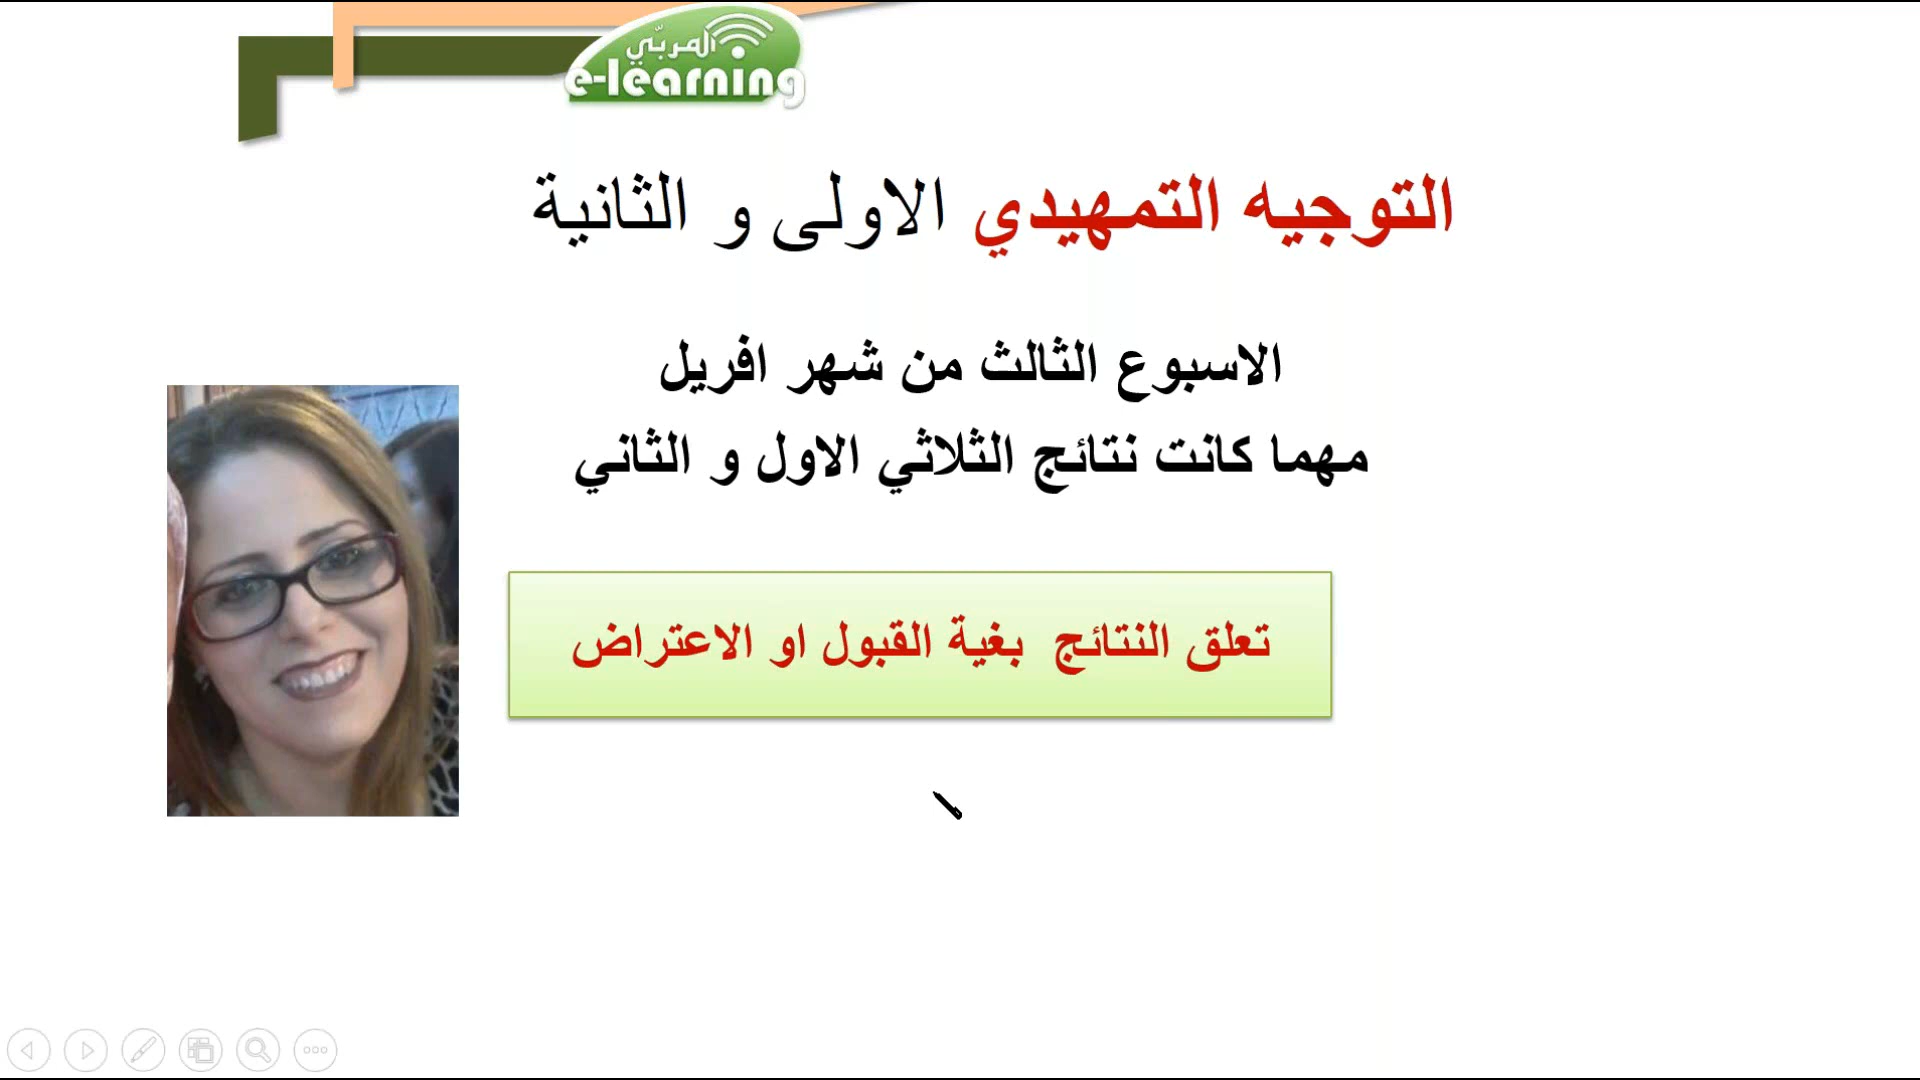 المربّي
e-learning
التوجيه التمهيدي الاولى و الثانية
الاسبوع الثالث من شهر افريل
مهما كانت نتائج الثلاثي الاول و الثاني
تعلق النتائج بغية القبول او الاعتراض